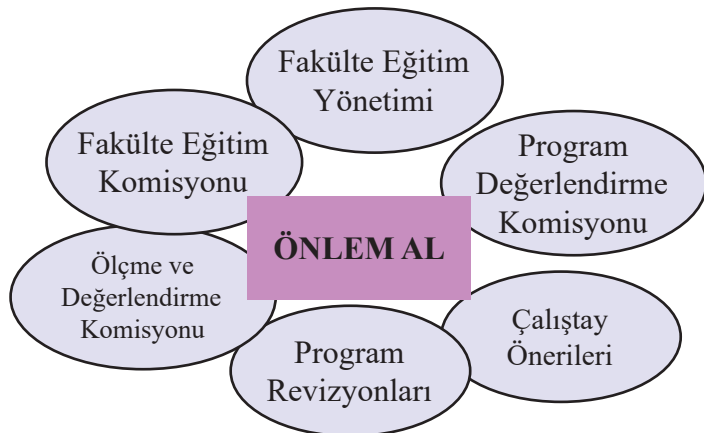 Fakülte Eğitim
Yönetimi
Fakülte Eğitim
Komisyonu
Program
Değerlendirme
Komisyonu
ÖNLEM AL
Ölçme ve
Değerlendirme
Komisyonu
Çalıştay
Önerileri
Program
Revizyonları